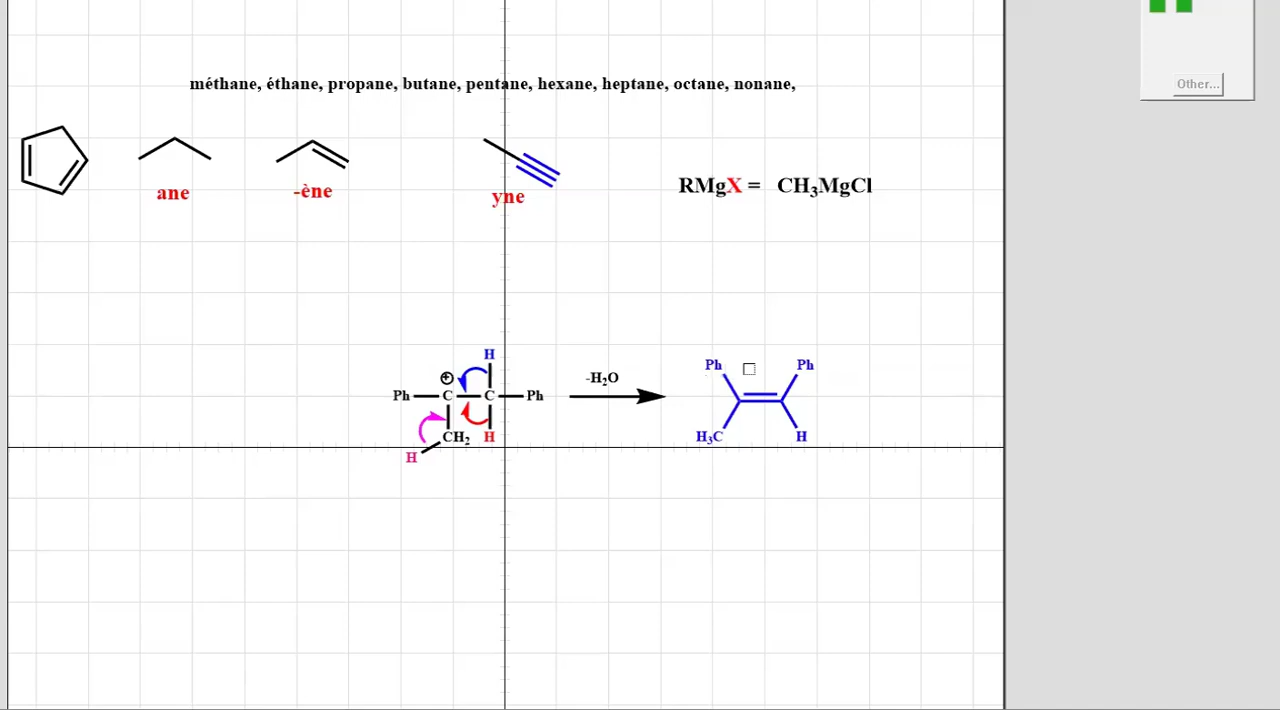 Other...
méthane, éthane, propane, butane, pentane, hexane, heptane, octane, nonane,
ane
-ène
yne
RMgX = CH₃MgCl
H
Ph C C Ph
⊕
CH₂ H
H
-H₂O
Ph Ph
H₃C H